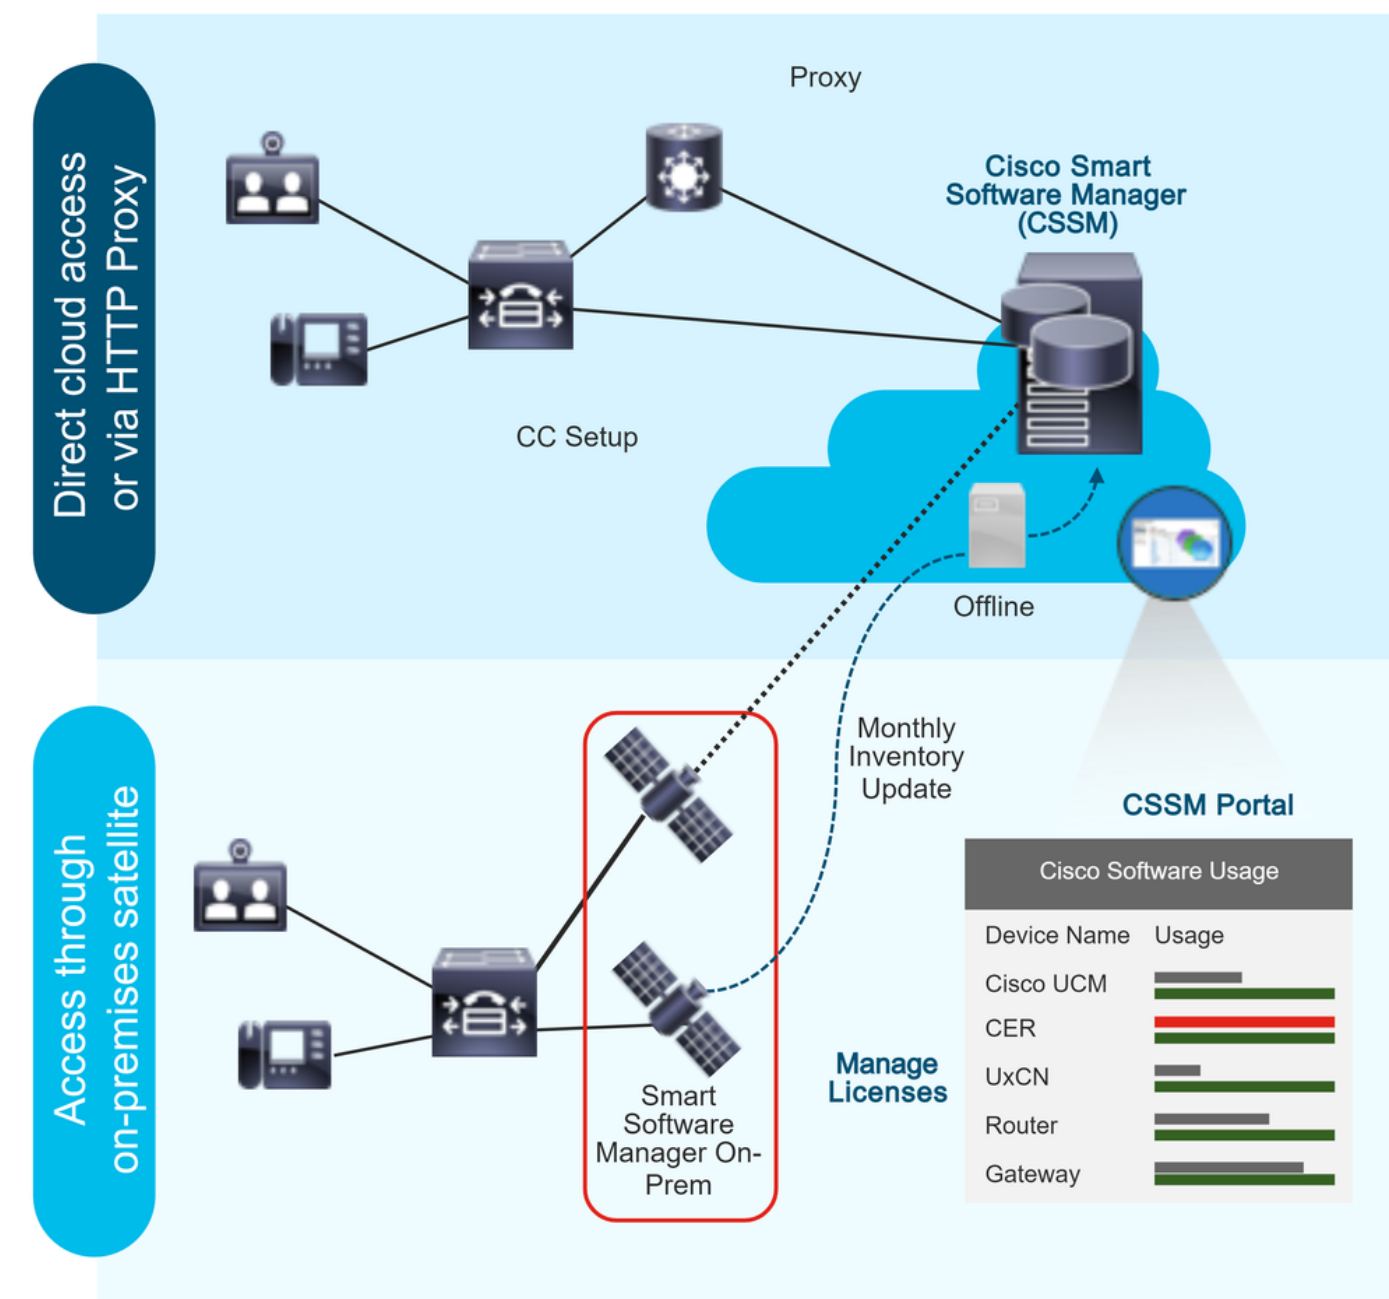 Direct cloud access
or via HTTP Proxy
Proxy
Cisco Smart
Software Manager
(CSSM)
CC Setup
Offline
Access through
on-premises satellite
Monthly
Inventory
Update
Smart
Software
Manager On-
Prem
Manage
Licenses
CSSM Portal
Cisco Software Usage
Device Name Usage
Cisco UCM
CER
UxCN
Router
Gateway